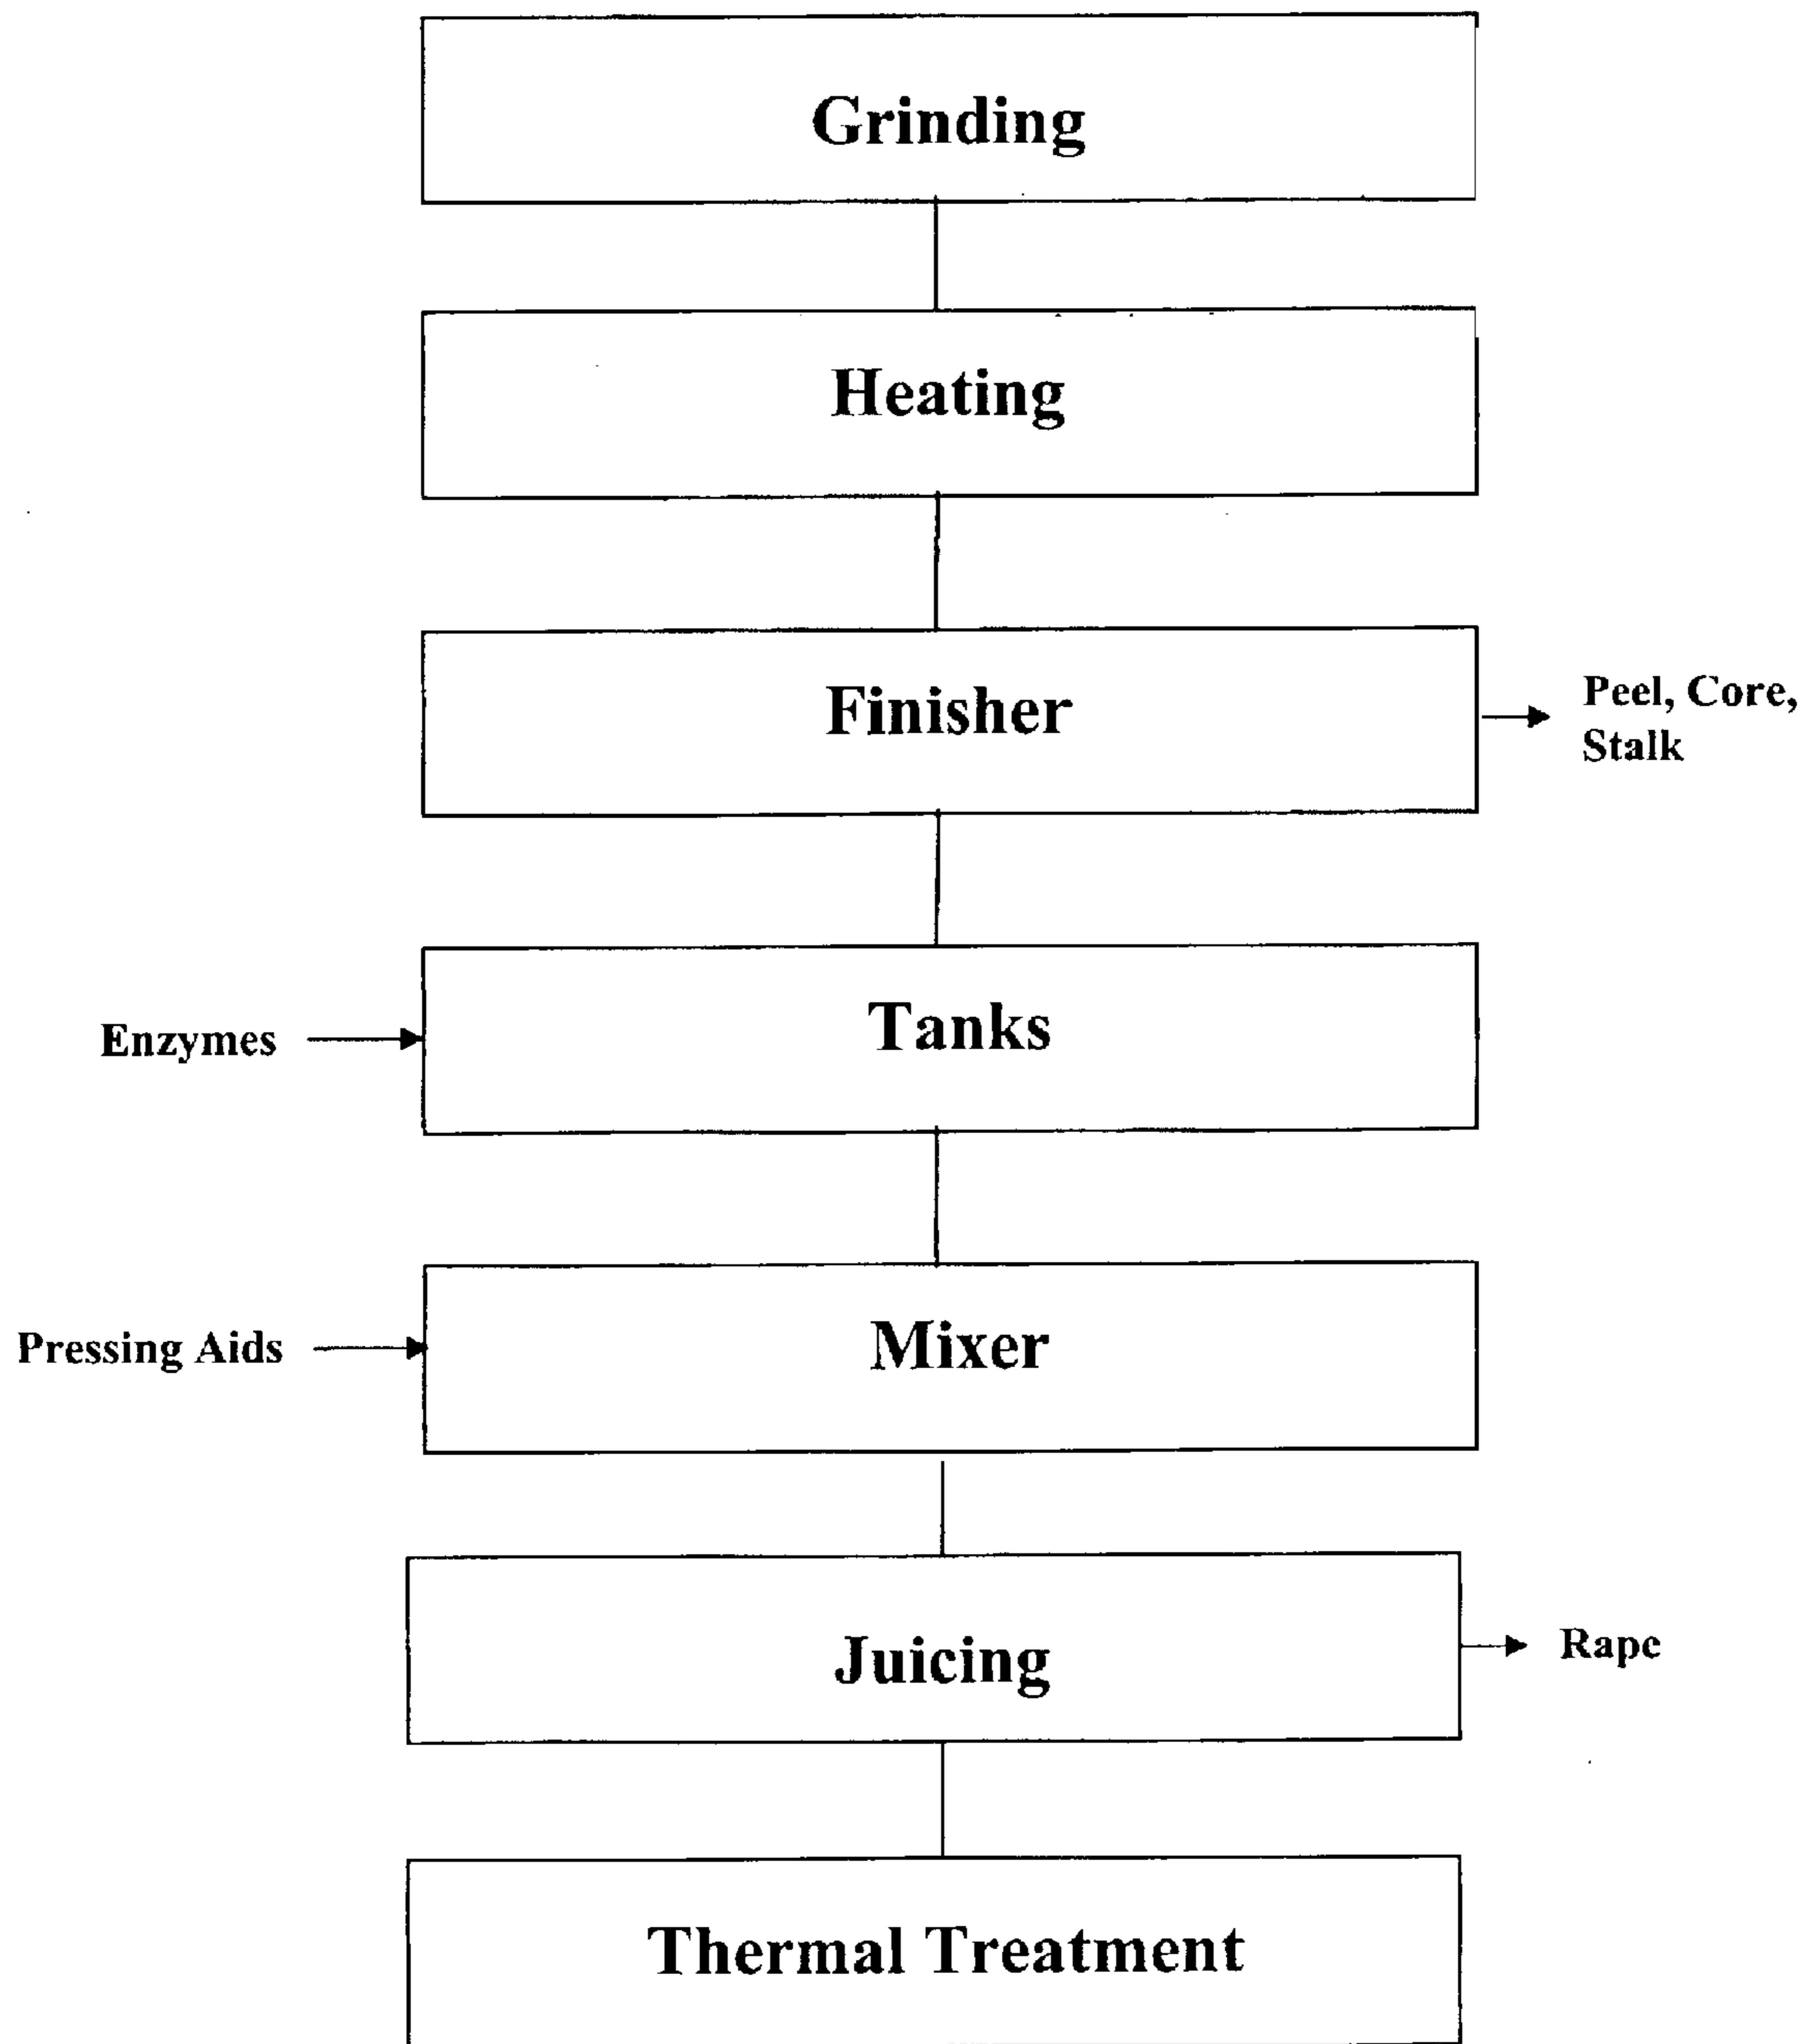 Grinding
Heating
Finisher
Peel, Core,
Stalk
Enzymes
Tanks
Pressing Aids
Mixer
Juicing
Rape
Thermal Treatment